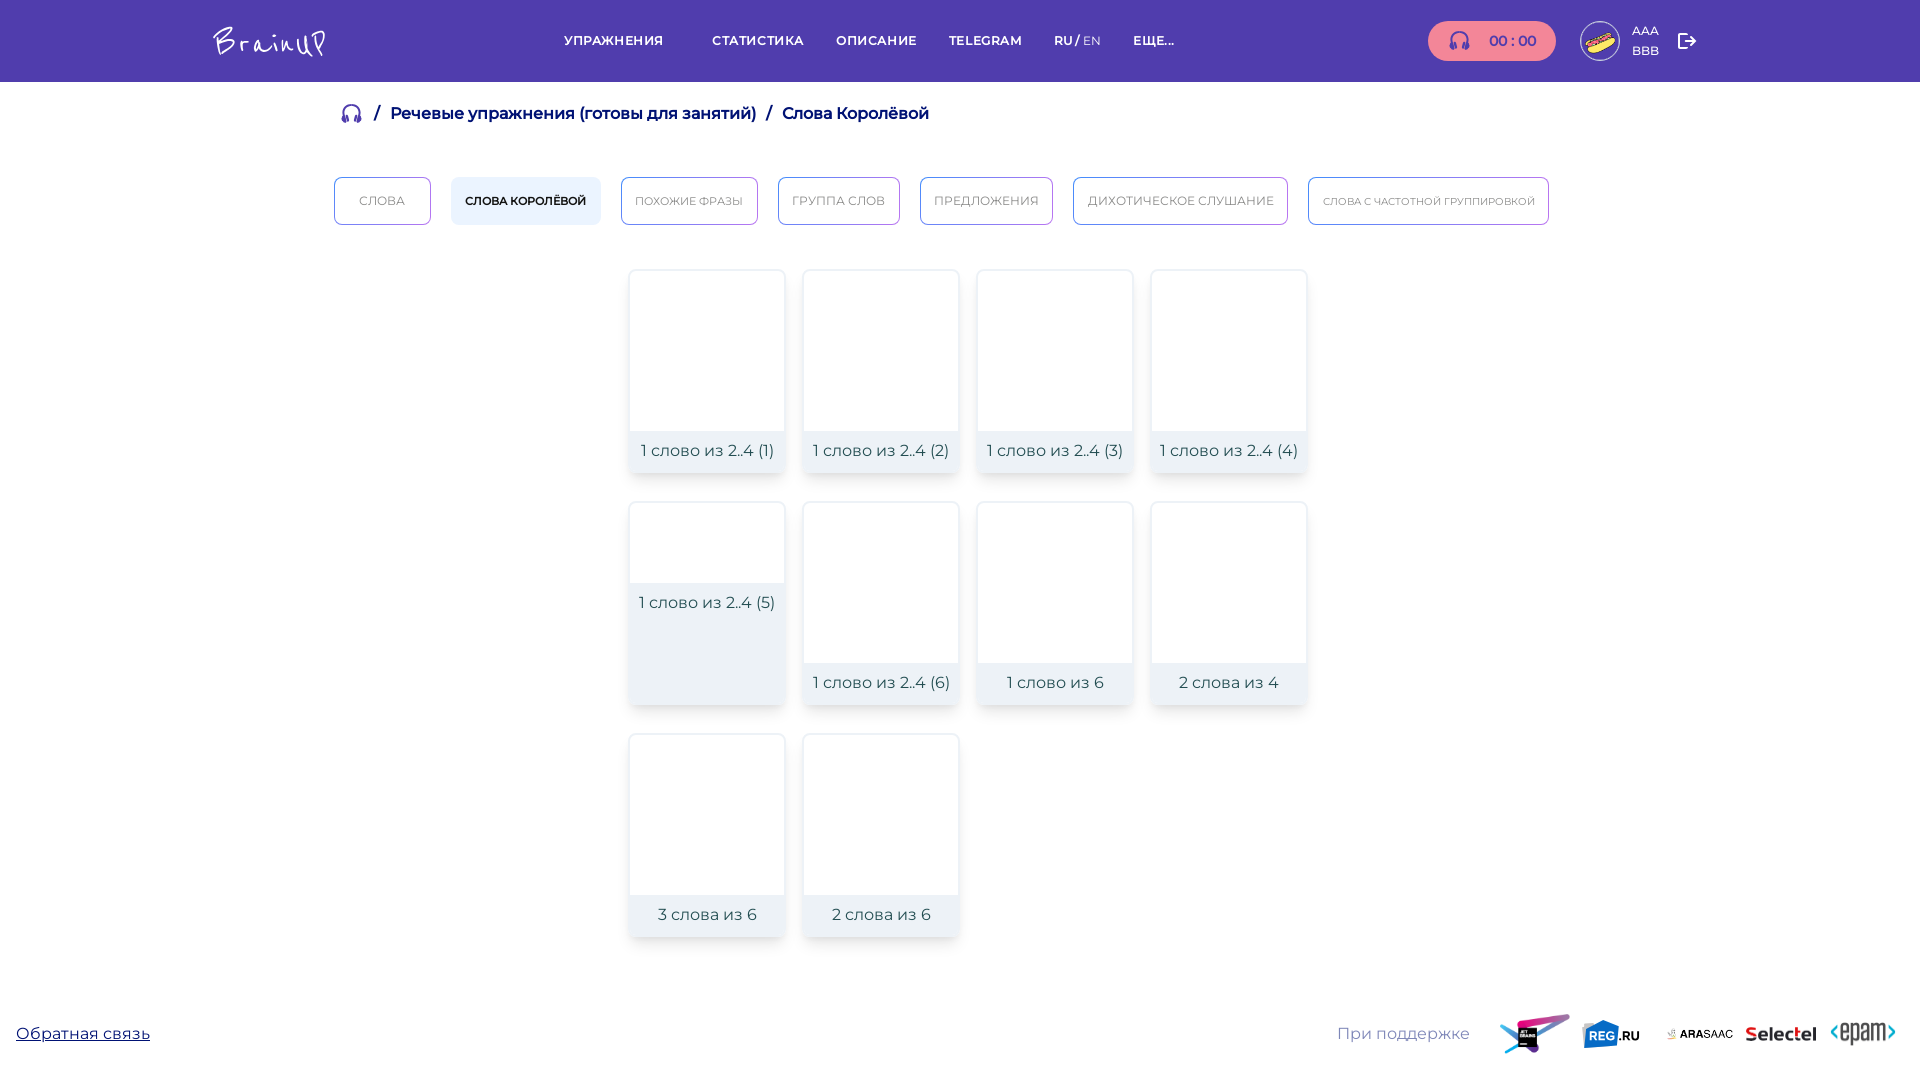 BrainUP
УПРАЖНЕНИЯ
СТАТИСТИКА
ОПИСАНИЕ
TELEGRAM
RU / EN
ЕЩЕ...
00 : 00
AAA
BBB
/ Речевые упражнения (готовы для занятий) / Слова Королёвой
СЛОВА
СЛОВА КОРОЛЁВОЙ
ПОХОЖИЕ ФРАЗЫ
ГРУППА СЛОВ
ПРЕДЛОЖЕНИЯ
ДИХОТИЧЕСКОЕ СЛУШАНИЕ
СЛОВА С ЧАСТОТНОЙ ГРУППИРОВКОЙ
1 слово из 2..4 (1)
1 слово из 2..4 (2)
1 слово из 2..4 (3)
1 слово из 2..4 (4)
1 слово из 2..4 (5)
1 слово из 2..4 (6)
1 слово из 6
2 слова из 4
3 слова из 6
2 слова из 6
Обратная связь
При поддержке
JET
BRAINS
REG.RU
ARASAAC
Selectel
<epam>